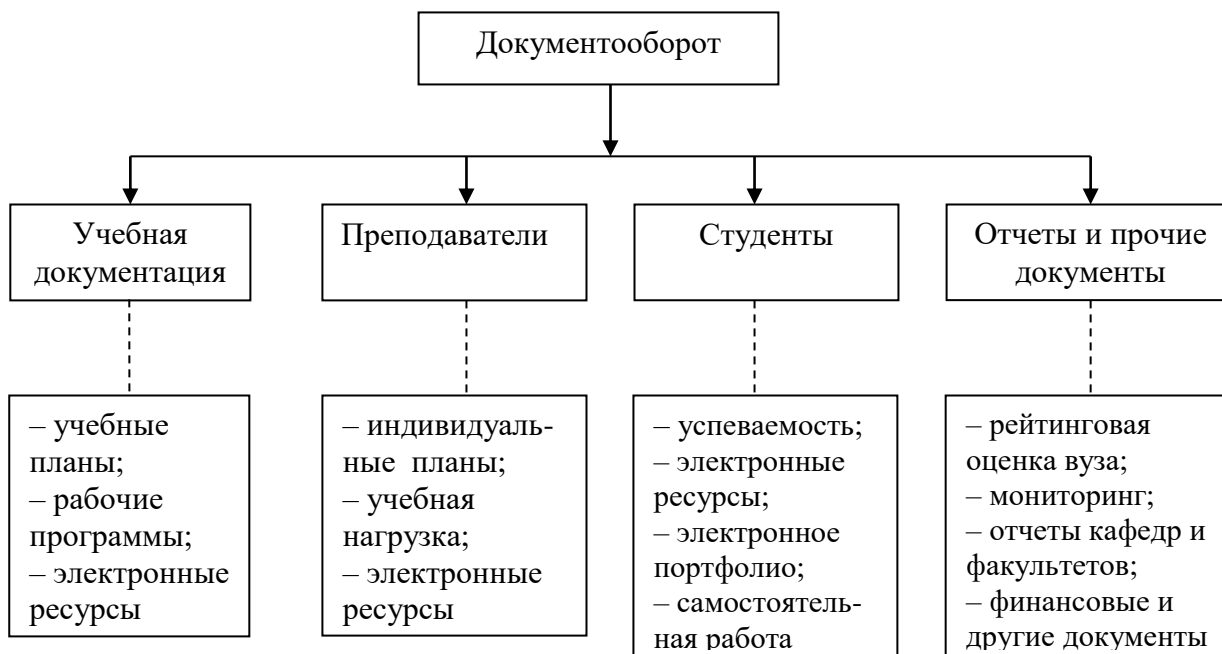 Документооборот
Учебная
документация
Преподаватели
Студенты
Отчеты и прочие
документы
– учебные
планы;
– рабочие
программы;
– электронные
ресурсы
– индивидуаль-
ные планы;
– учебная
нагрузка;
– электронные
ресурсы
– успеваемость;
– электронные
ресурсы;
– электронное
портфолио;
– самостоятель-
ная работа
– рейтинговая
оценка вуза;
– мониторинг;
– отчеты кафедр и
факультетов;
– финансовые и
другие документы